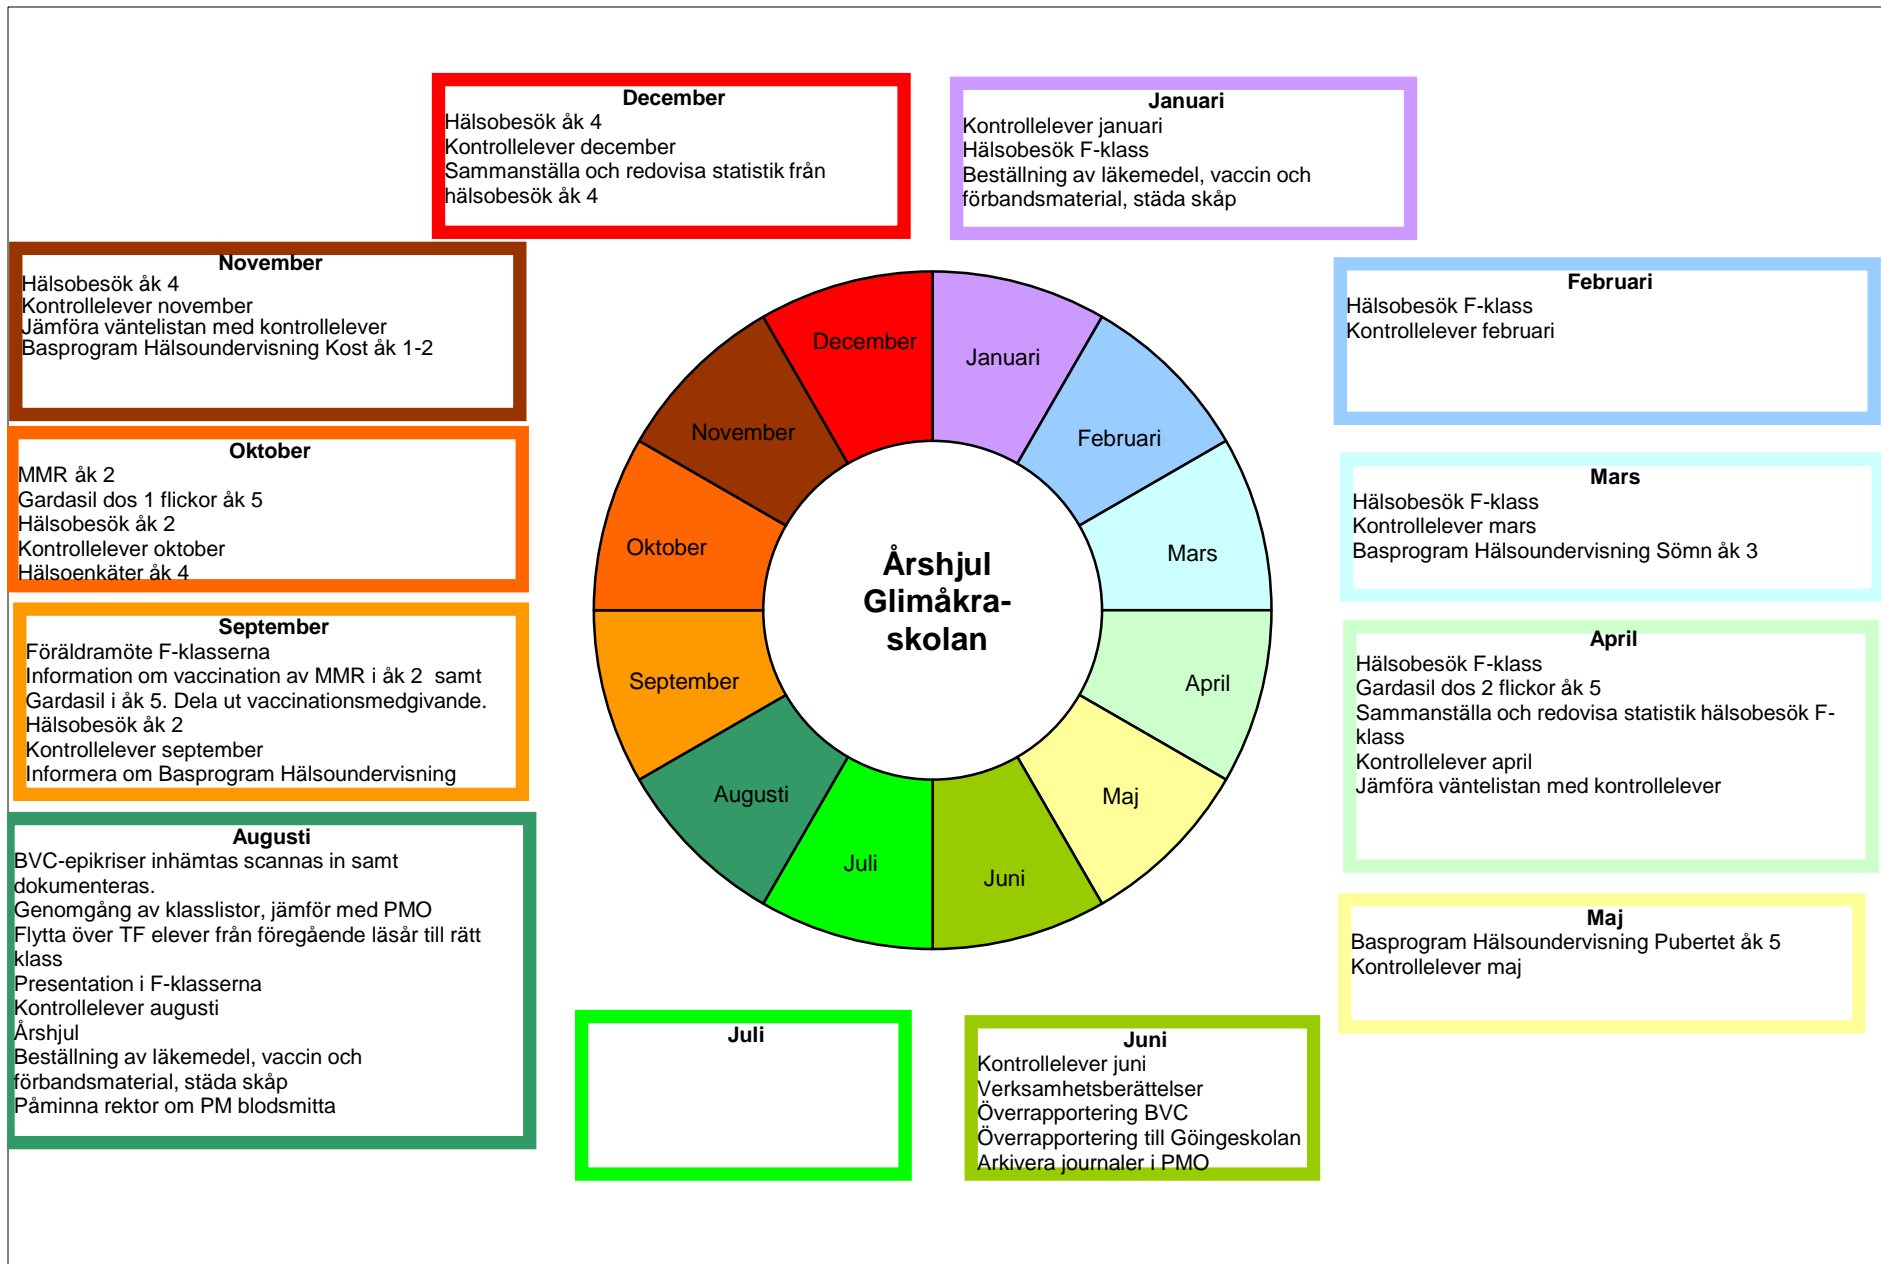 December
Hälsobesök åk 4
Kontrollelever december
Sammanställa och redovisa statistik från
hälsobesök åk 4
Januari
Kontrollelever januari
Hälsobesök F-klass
Beställning av läkemedel, vaccin och
förbandsmaterial, städa skåp
November
Hälsobesök åk 4
Kontrollelever november
Jämföra väntelistan med kontrollelever
Basprogram Hälsoundervisning Kost åk 1-2
Februari
Hälsobesök F-klass
Kontrollelever februari
Oktober
MMR åk 2
Gardasil dos 1 flickor åk 5
Hälsobesök åk 2
Kontrollelever oktober
Hälsoenkäter åk 4
Mars
Hälsobesök F-klass
Kontrollelever mars
Basprogram Hälsoundervisning Sömn åk 3
September
Föräldramöte F-klasserna
Information om vaccination av MMR i åk 2  samt
Gardasil i åk 5. Dela ut vaccinationsmedgivande.
Hälsobesök åk 2
Kontrollelever september
Informera om Basprogram Hälsoundervisning
April
Hälsobesök F-klass
Gardasil dos 2 flickor åk 5
Sammanställa och redovisa statistik hälsobesök F-
klass
Kontrollelever april
Jämföra väntelistan med kontrollelever
Augusti
BVC-epikriser inhämtas scannas in samt
dokumenteras.
Genomgång av klasslistor, jämför med PMO
Flytta över TF elever från föregående läsår till rätt
klass
Presentation i F-klasserna
Kontrollelever augusti
Årshjul
Beställning av läkemedel, vaccin och
förbandsmaterial, städa skåp
Påminna rektor om PM blodsmitta
Maj
Basprogram Hälsoundervisning Pubertet åk 5
Kontrollelever maj
Juli
Juni
Kontrollelever juni
Verksamhetsberättelser
Överrapportering BVC
Överrapportering till Göingeskolan
Arkivera journaler i PMO
December
Januari
Februari
Mars
April
Maj
Juni
Juli
Augusti
September
Oktober
November
Årshjul
Glimåkra-
skolan